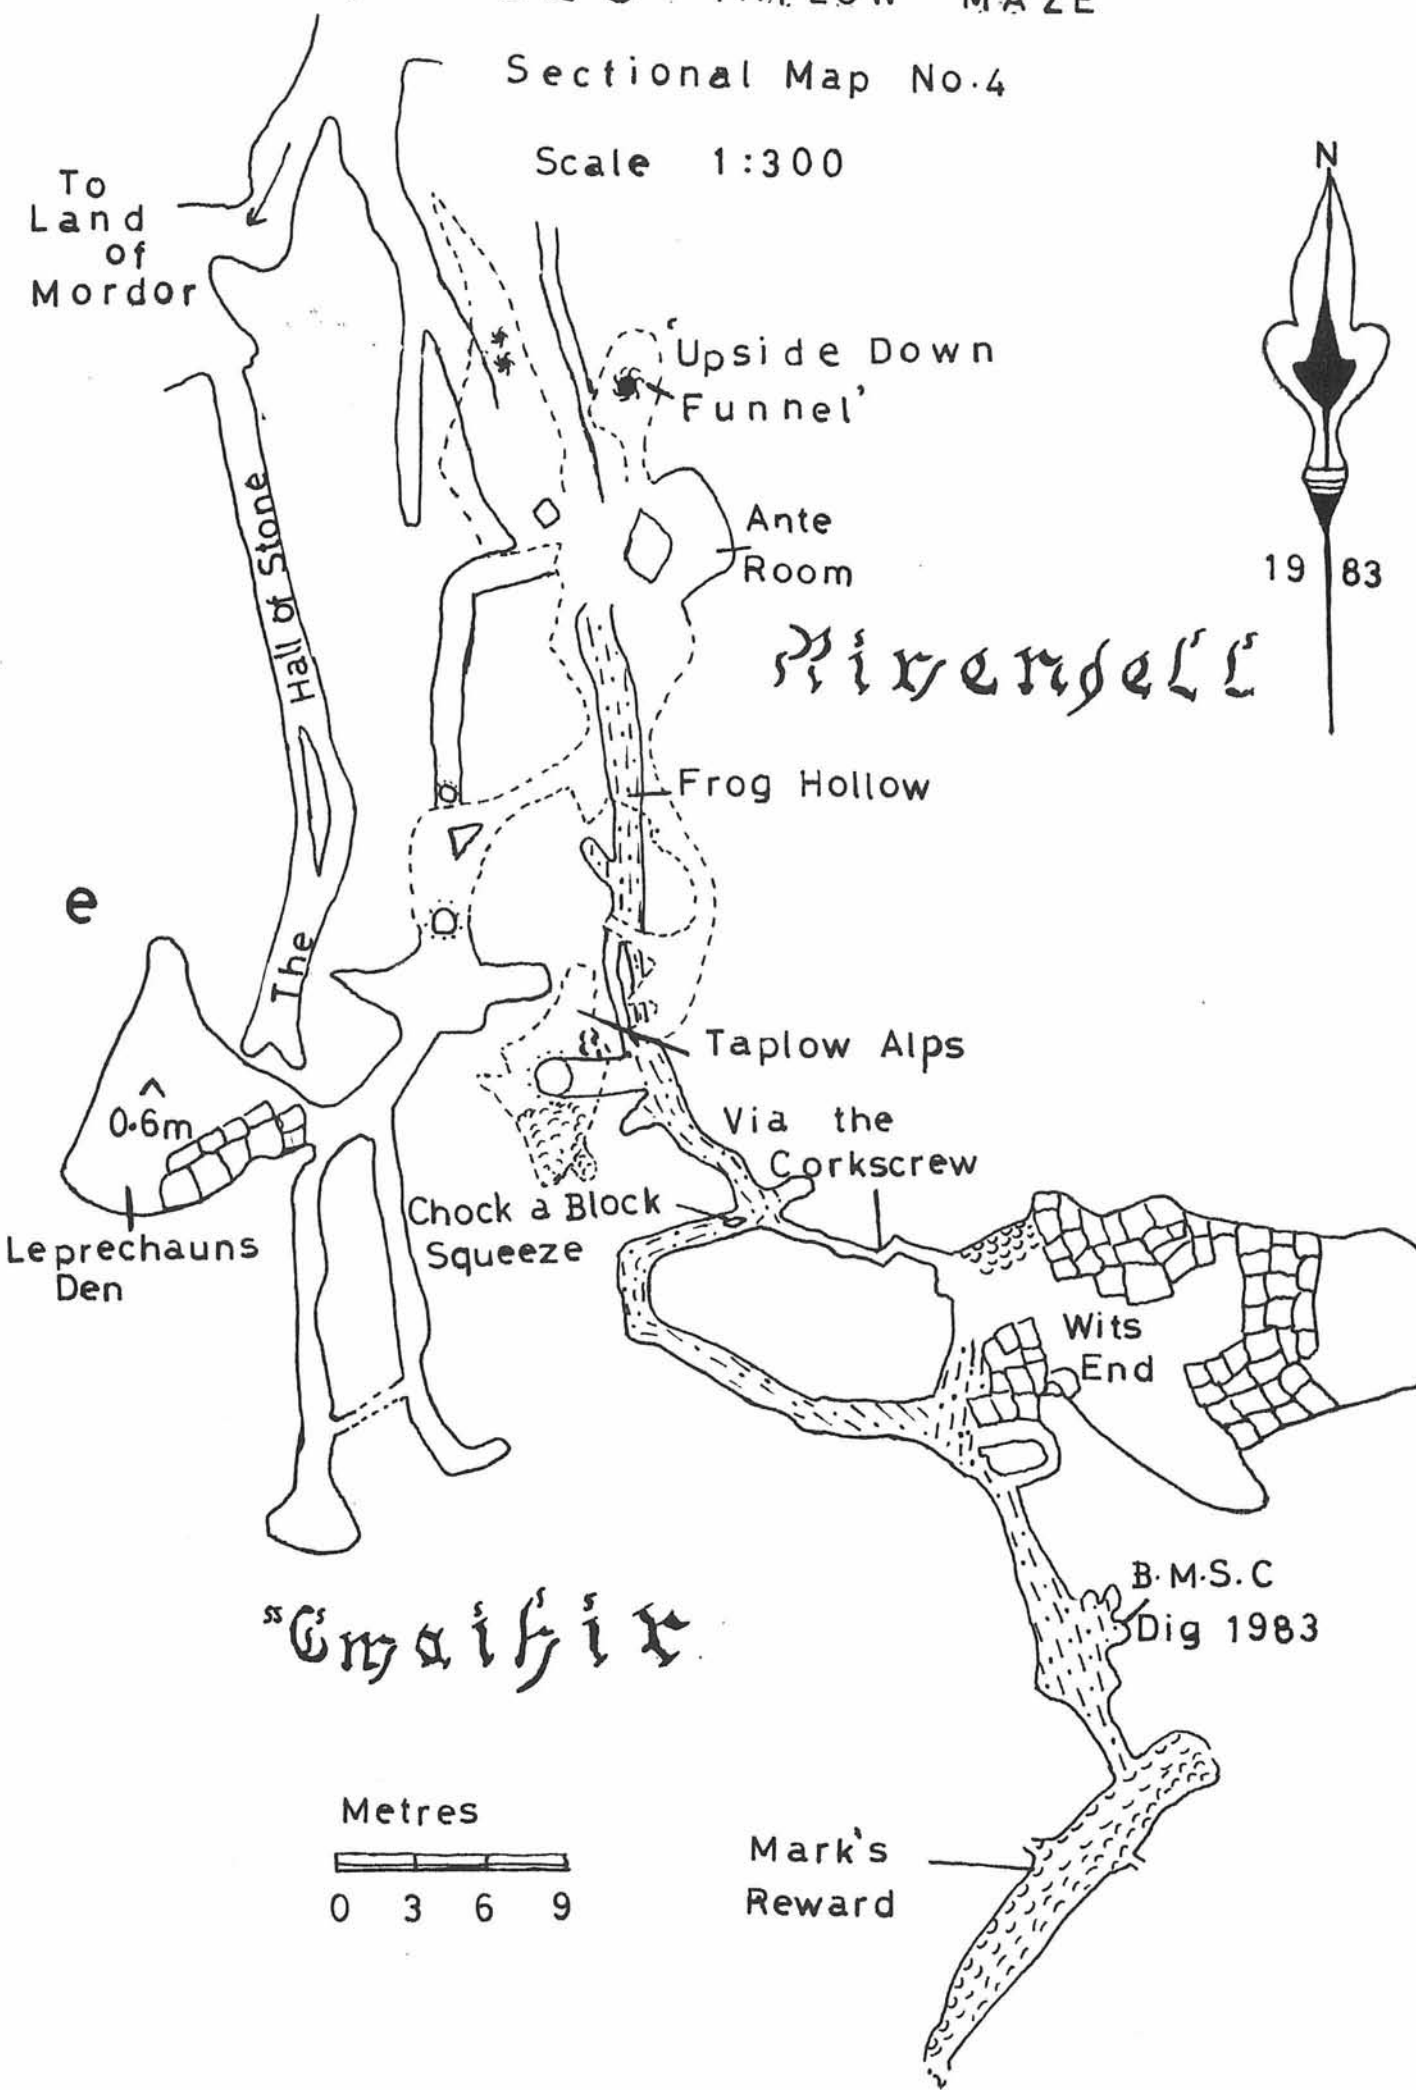 MAZE
Sectional Map No.4
Scale 1:300
N
To
Land
of
Mordor
'Upside Down
Funnel'
Ante
Room
19 83
Rivendell
The Hall of Stone
Frog Hollow
e
Taplow Alps
0.6m
Via the
Corkscrew
Chock a Block
Squeeze
Leprechauns
Den
Wits
End
B.M.S.C
Dig 1983
Metres
0 3 6 9
Mark's
Reward